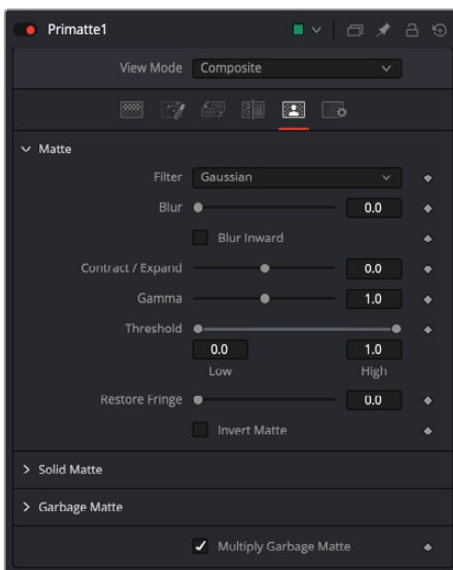 Primatte1
View Mode Composite
Matte
Filter Gaussian
Blur 0.0
Blur Inward
Contract / Expand 0.0
Gamma 1.0
Threshold
0.0 1.0
Low High
Restore Fringe 0.0
Invert Matte
Solid Matte
Garbage Matte
Multiply Garbage Matte